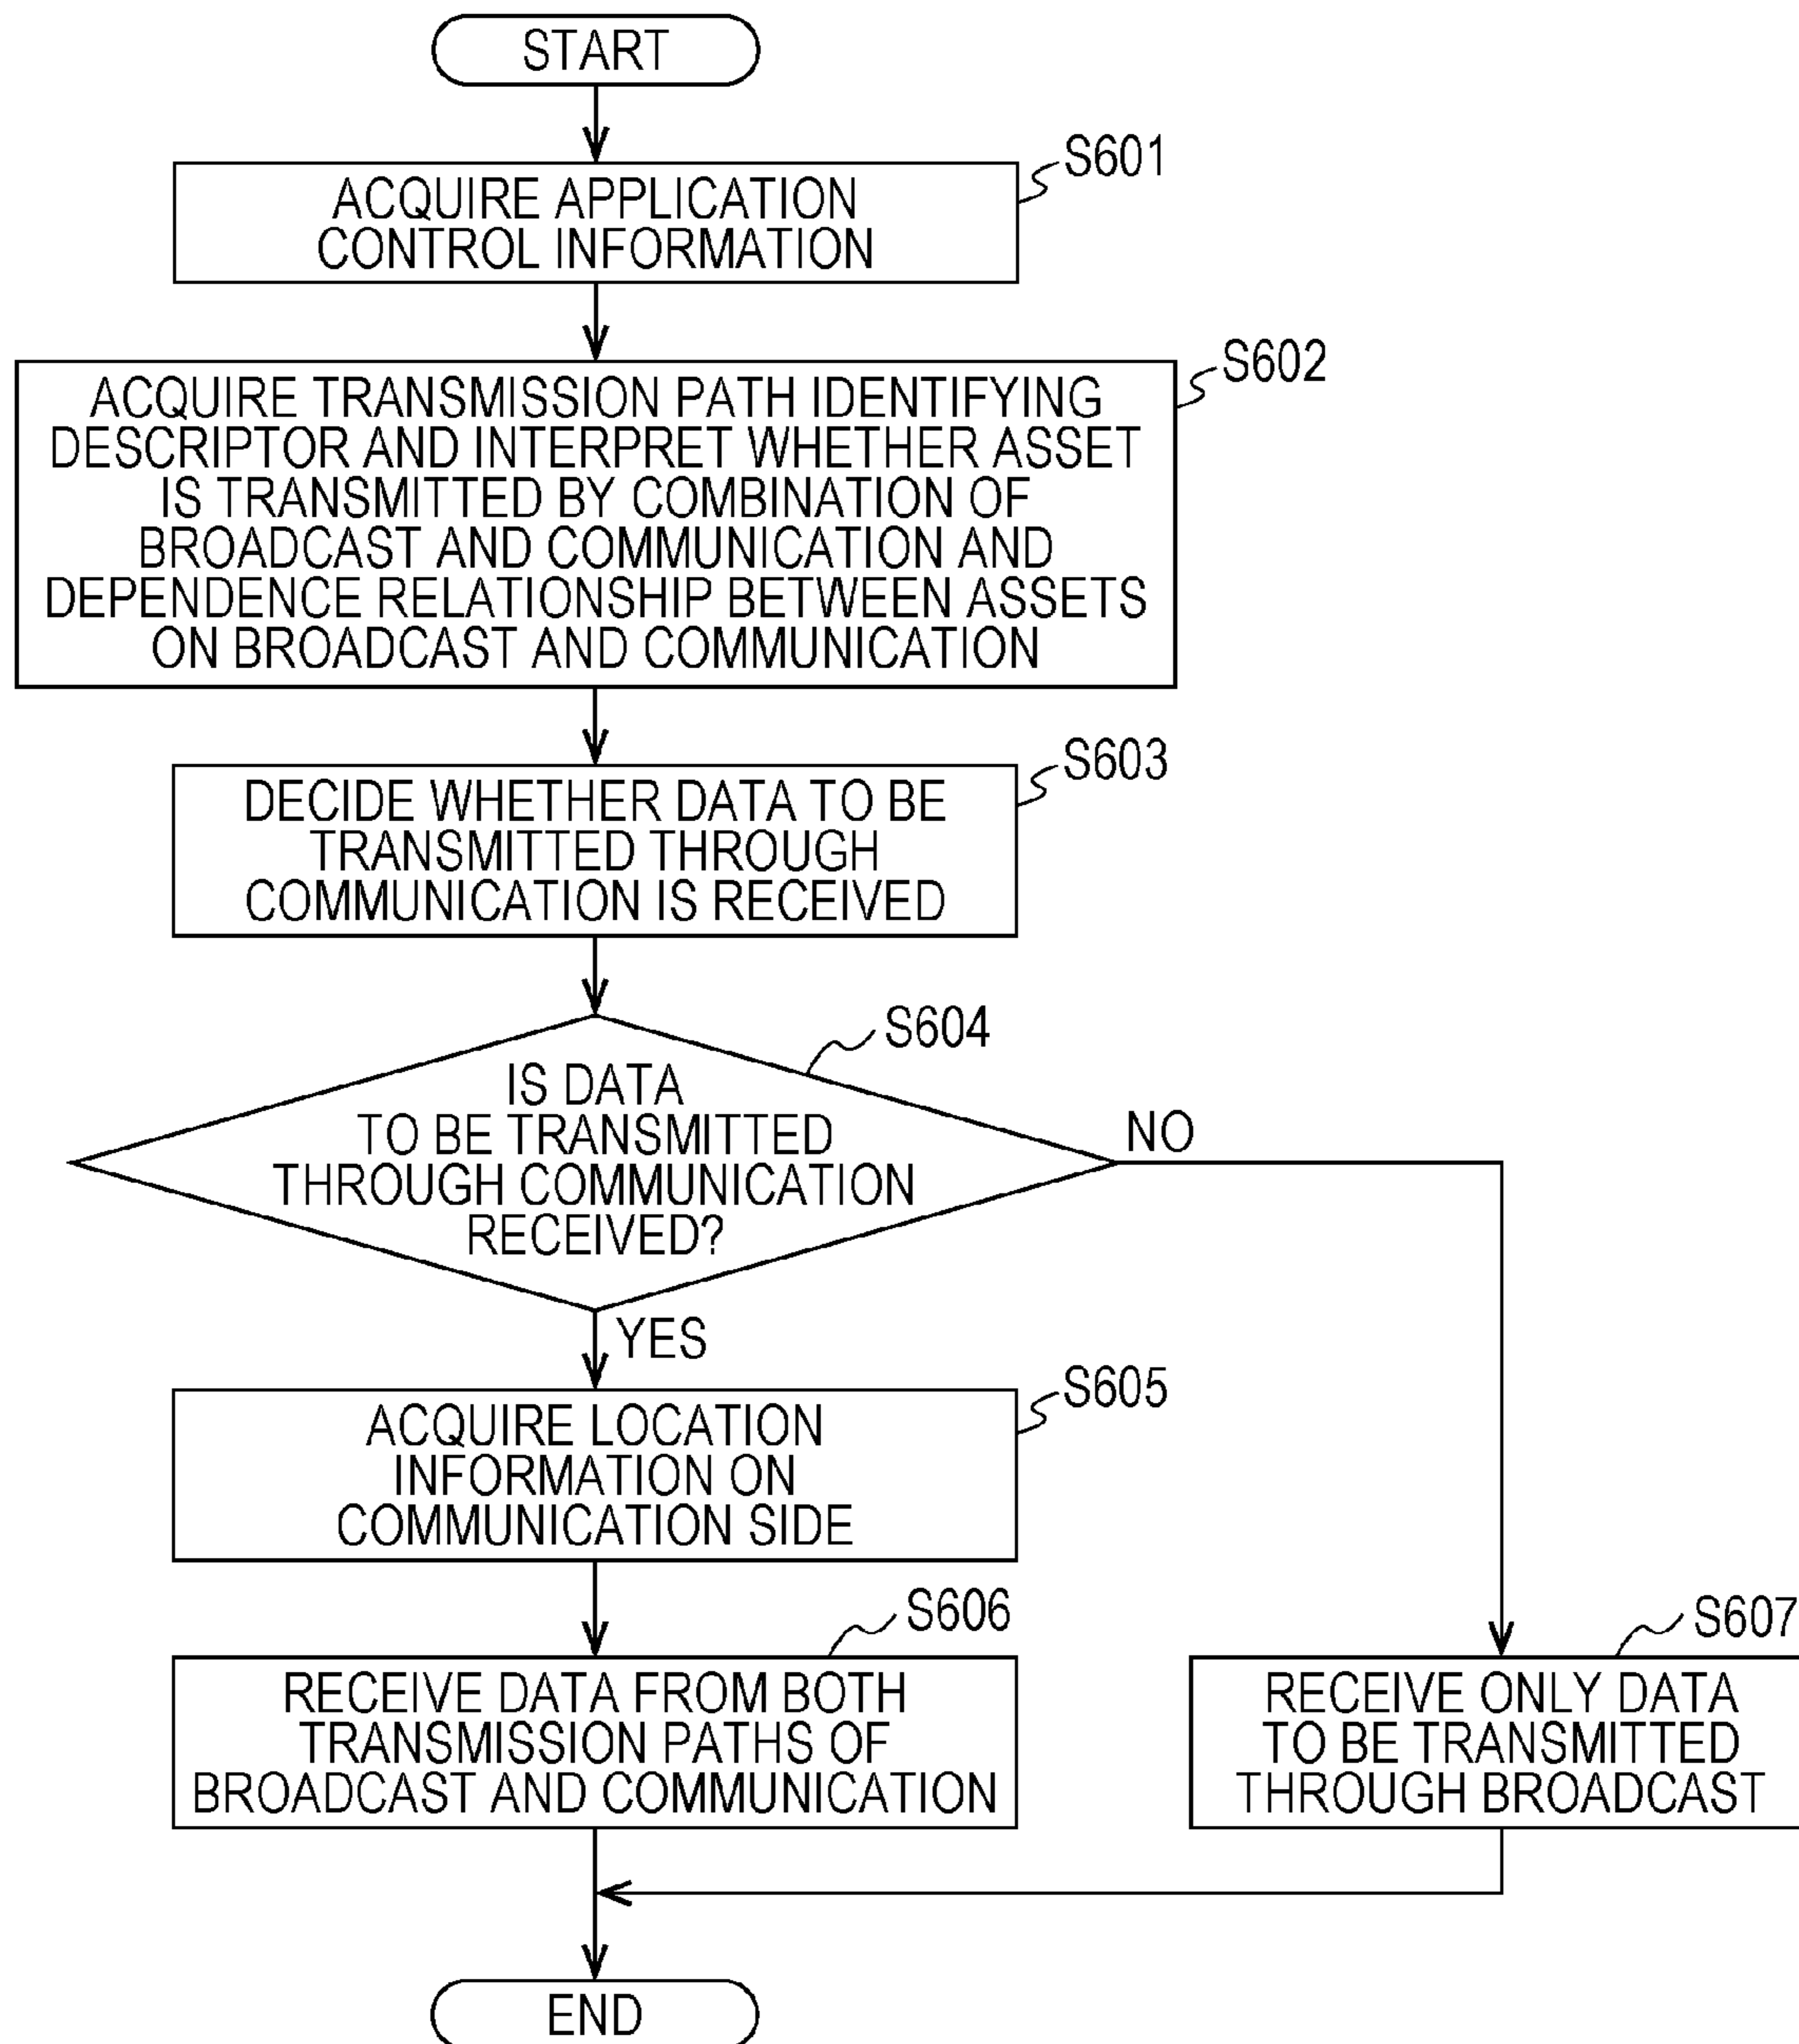 START
S601
ACQUIRE APPLICATION
CONTROL INFORMATION
S602
ACQUIRE TRANSMISSION PATH IDENTIFYING
DESCRIPTOR AND INTERPRET WHETHER ASSET
IS TRANSMITTED BY COMBINATION OF
BROADCAST AND COMMUNICATION AND
DEPENDENCE RELATIONSHIP BETWEEN ASSETS
ON BROADCAST AND COMMUNICATION
S603
DECIDE WHETHER DATA TO BE
TRANSMITTED THROUGH
COMMUNICATION IS RECEIVED
S604
IS DATA
TO BE TRANSMITTED
THROUGH COMMUNICATION
RECEIVED?
NO
YES
S605
ACQUIRE LOCATION
INFORMATION ON
COMMUNICATION SIDE
S606
RECEIVE DATA FROM BOTH
TRANSMISSION PATHS OF
BROADCAST AND COMMUNICATION
S607
RECEIVE ONLY DATA
TO BE TRANSMITTED
THROUGH BROADCAST
END